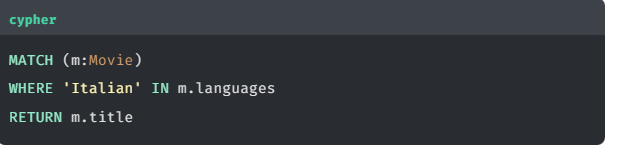 cypher
MATCH (m:Movie)
WHERE 'Italian' IN m.languages
RETURN m.title